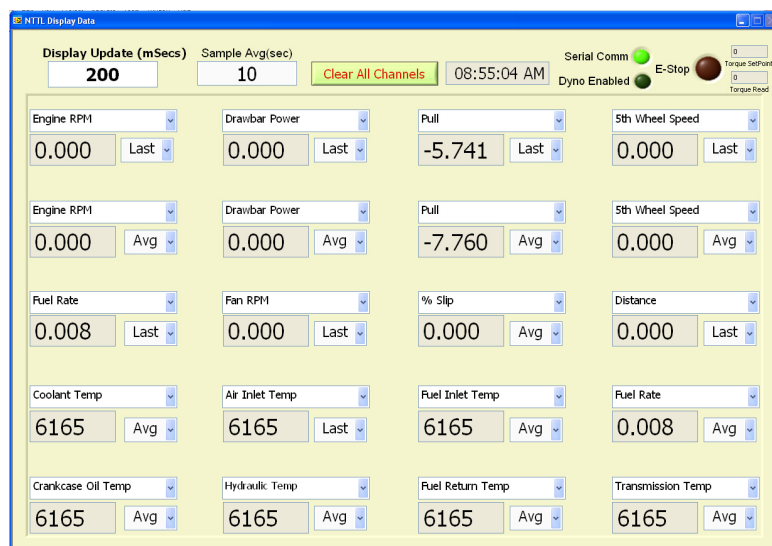 NTTL Display Data
Display Update (mSecs) Sample Avg(sec)
200 10 Clear All Channels 08:55:04 AM
Serial Comm
Dyno Enabled
E-Stop
0
Torque SetPoint
0
Torque Read
Engine RPM Drawbar Power Pull 5th Wheel Speed
0.000 Last 0.000 Last -5.741 Last 0.000 Last
Engine RPM Drawbar Power Pull 5th Wheel Speed
0.000 Avg 0.000 Avg -7.760 Avg 0.000 Avg
Fuel Rate Fan RPM % Slip Distance
0.008 Last 0.000 Last 0.000 Avg 0.000 Last
Coolant Temp Air Inlet Temp Fuel Inlet Temp Fuel Rate
6165 Avg 6165 Last 6165 Avg 0.008 Avg
Crankcase Oil Temp Hydraulic Temp Fuel Return Temp Transmission Temp
6165 Avg 6165 Avg 6165 Avg 6165 Avg